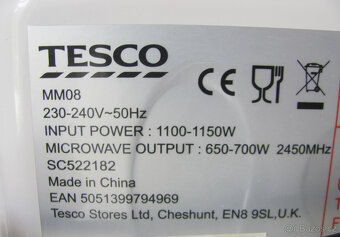 TESCO
MM08
230-240V~50Hz
INPUT POWER : 1100-1150W
MICROWAVE OUTPUT : 650-700W 2450MHz
SC522182
Made in China
EAN 5051399794969
Tesco Stores Ltd, Cheshunt, EN8 9SL,U.K.